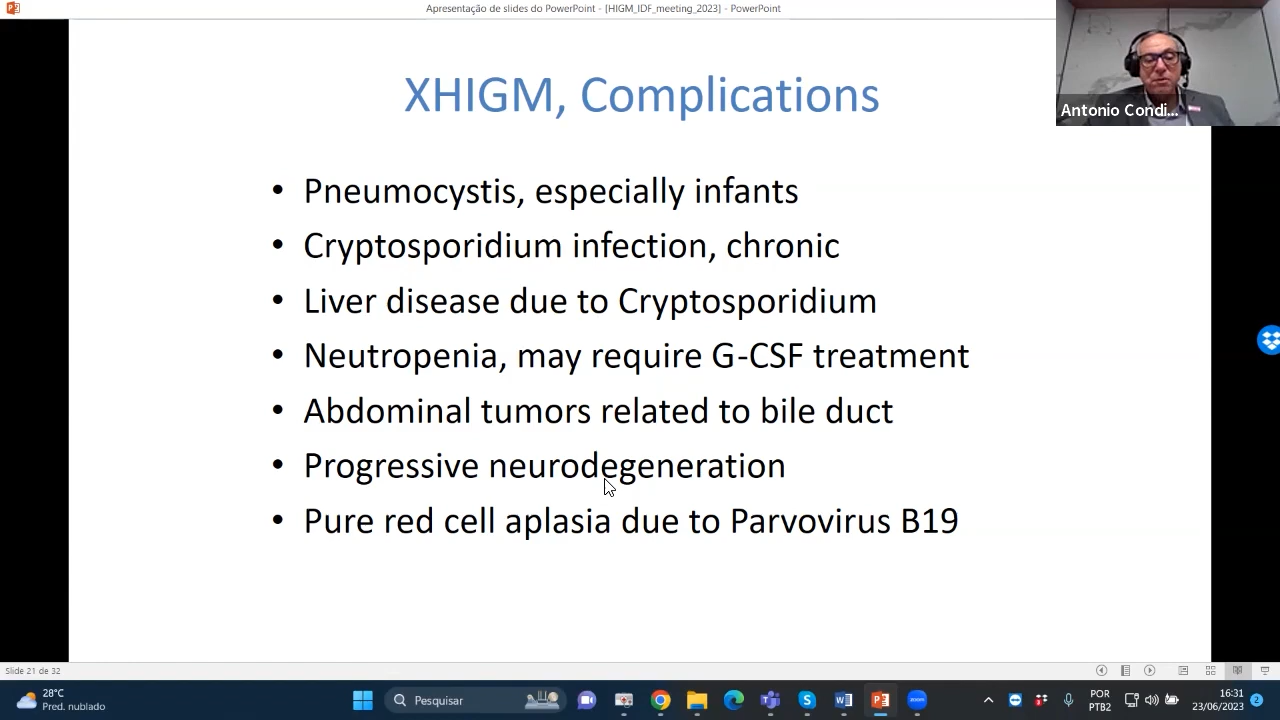 Apresentação de slides do PowerPoint - [HIGM_IDF_meeting_2023] - PowerPoint
Antonio Condi...
XHIGM, Complications
• Pneumocystis, especially infants
• Cryptosporidium infection, chronic
• Liver disease due to Cryptosporidium
• Neutropenia, may require G-CSF treatment
• Abdominal tumors related to bile duct
• Progressive neurodegeneration
• Pure red cell aplasia due to Parvovirus B19
Slide 21 de 32
28°C
Pred. nublado
Pesquisar
zoom
POR
PTB2
16:31
23/06/2023
2